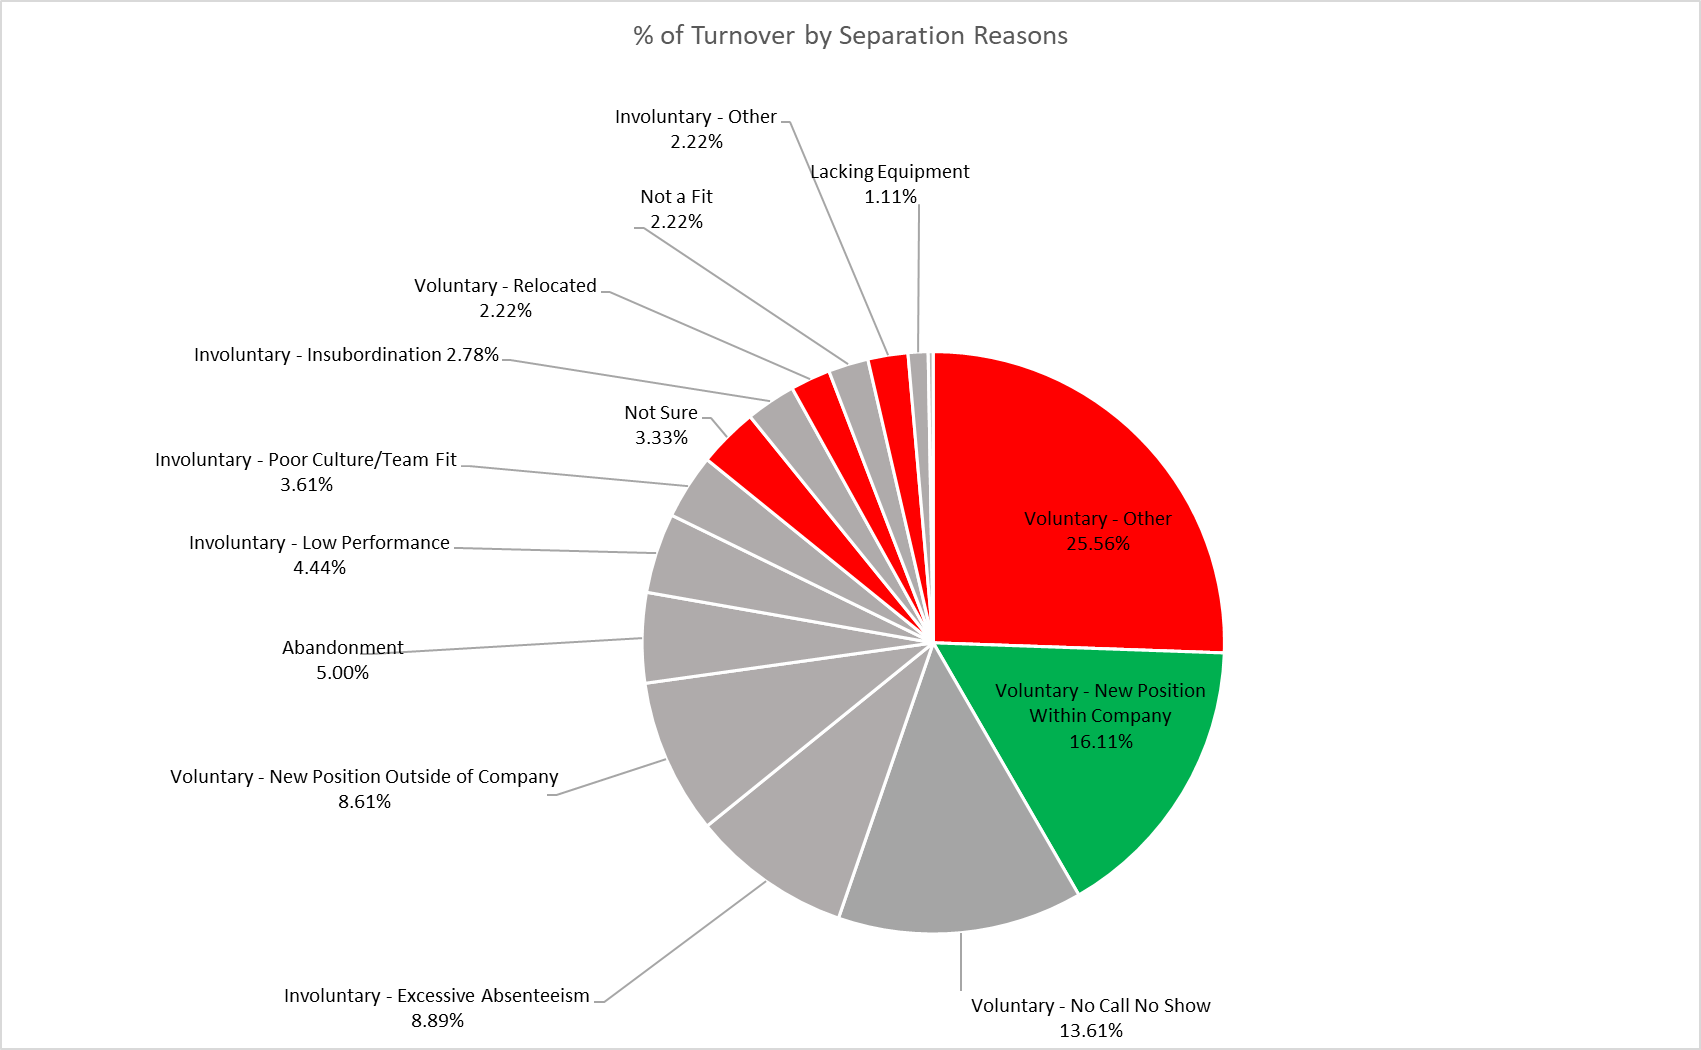 % of Turnover by Separation Reasons
Involuntary - Other
2.22%
Lacking Equipment
1.11%
Not a Fit
2.22%
Voluntary - Relocated
2.22%
Involuntary - Insubordination 2.78%
Not Sure
3.33%
Involuntary - Poor Culture/Team Fit
3.61%
Involuntary - Low Performance
4.44%
Abandonment
5.00%
Voluntary - New Position Outside of Company
8.61%
Involuntary - Excessive Absenteeism
8.89%
Voluntary - No Call No Show
13.61%
Voluntary - New Position
Within Company
16.11%
Voluntary - Other
25.56%